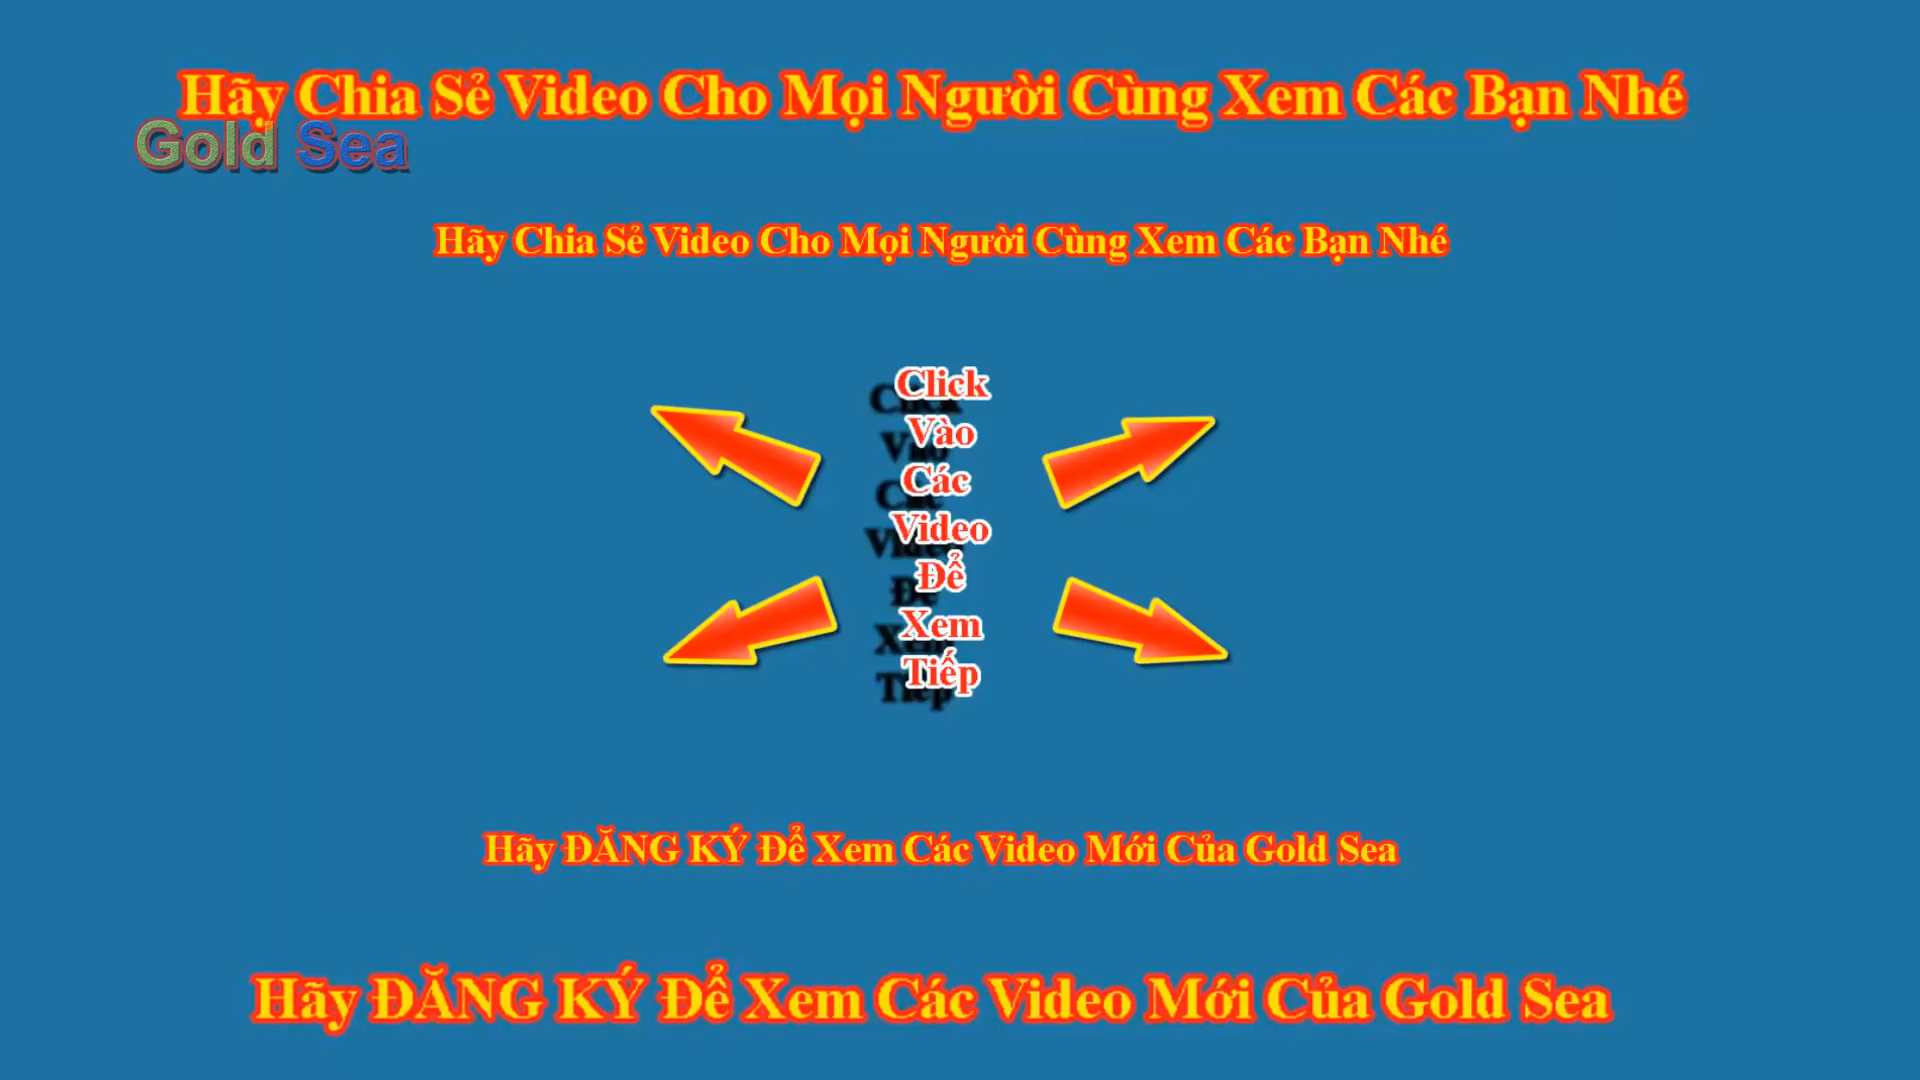 Hãy Chia Sẻ Video Cho Mọi Người Cùng Xem Các Bạn Nhé
Gold Sea
Hãy Chia Sẻ Video Cho Mọi Người Cùng Xem Các Bạn Nhé
Click
Vào
Các
Video
Để
Xem
Tiếp
Hãy ĐĂNG KÝ Để Xem Các Video Mới Của Gold Sea
Hãy ĐĂNG KÝ Để Xem Các Video Mới Của Gold Sea